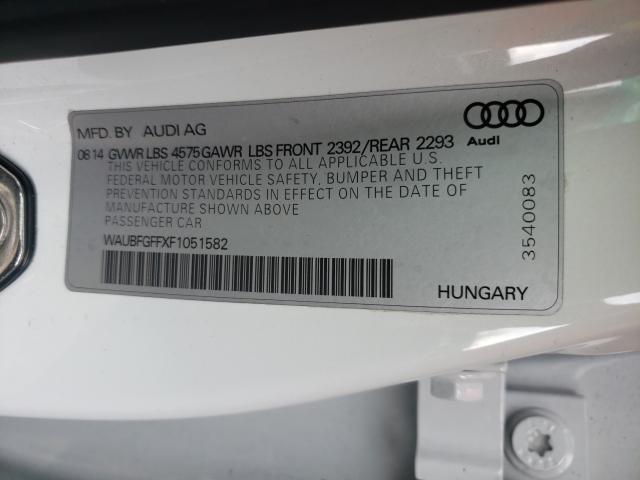 MFD. BY AUDI AG
0814 GVWR LBS 4575 GAWR LBS FRONT 2392/REAR 2293
THIS VEHICLE CONFORMS TO ALL APPLICABLE U.S.
FEDERAL MOTOR VEHICLE SAFETY, BUMPER AND THEFT
PREVENTION STANDARDS IN EFFECT ON THE DATE OF
MANUFACTURE SHOWN ABOVE
PASSENGER CAR
WAUBFGFFXF1051582
HUNGARY
Audi
3540083